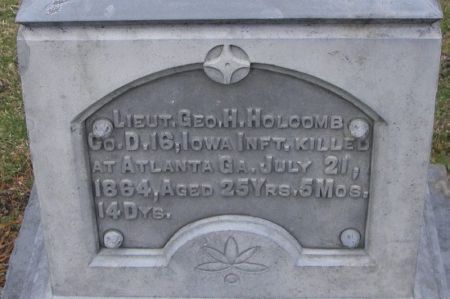 Lieut. Geo. H. Holcomb
Co. D. 16, Iowa Inft. killed
at Atlanta Ga. July 21,
1864, Aged 25 Yrs. 5 Mos.
14 Dys.